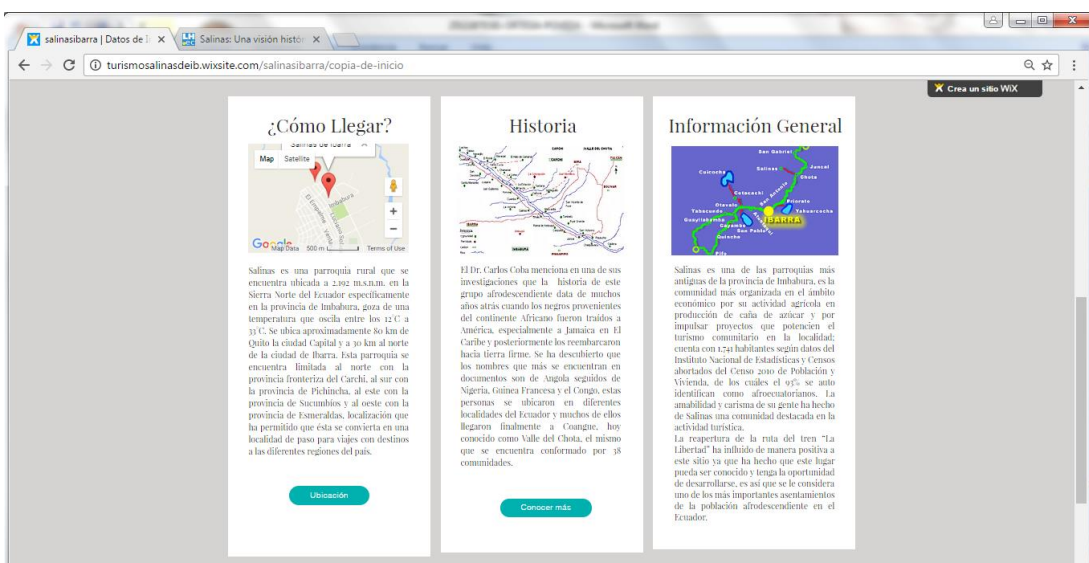 salinasibarra | Datos de
Salinas: Una visión histór
turismosalinasdeib.wixsite.com/salinasibarra/copia-de-inicio
Crea un sitio WiX
¿Cómo Llegar?
Salinas de Ibarra
Map Satellite
El Empedrado
Imbabura
Google
Map Data 500 m Terms of Use
Salinas es una parroquia rural que se
encuentra ubicada a 2.192 m.s.n.m. en la
Sierra Norte del Ecuador específicamente
en la provincia de Imbabura, goza de una
temperatura que oscila entre los 12°C a
33°C. Se ubica aproximadamente 80 km de
Quito la ciudad Capital y a 30 km al norte
de la ciudad de Ibarra. Esta parroquia se
encuentra limitada al norte con la
provincia fronteriza del Carchi, al sur con
la provincia de Pichincha, al este con la
provincia de Sucumbíos y al oeste con la
provincia de Esmeraldas, localización que
ha permitido que ésta se convierta en una
localidad de paso para viajes con destinos
a las diferentes regiones del país.
Ubicación
Historia
El Dr. Carlos Coba menciona en una de sus
investigaciones que la historia de este
grupo afrodescendiente data de muchos
años atrás cuando los negros provenientes
del continente Africano fueron traídos a
América, especialmente a Jamaica en El
Caribe y posteriormente los reembarcaron
hacia tierra firme. Se ha descubierto que
los nombres que más se encuentran en
documentos son de Angola seguidos de
Nigeria, Guinea Francesa y el Congo, estas
personas se ubicaron en diferentes
localidades del Ecuador y muchos de ellos
llegaron finalmente a Coangue, hoy
conocido como Valle del Chota, el mismo
que se encuentra conformado por 38
comunidades.
Conocer más
Información General
San Gabriel
Salinas
Juncal
Chota
Cuicocha
Cotacachi
San Antonio
Priorato
Otavalo
Yahuarcocha
Tabacundo
IBARRA
Guayllabamba
Cayambe
San Pablo
Quinche
Pifo
Salinas es una de las parroquias más
antiguas de la provincia de Imbabura, es la
comunidad más organizada en el ámbito
económico por su actividad agrícola en
producción de caña de azúcar y por
impulsar proyectos que potencien el
turismo comunitario en la localidad;
cuenta con 1.741 habitantes según datos del
Instituto Nacional de Estadísticas y Censos
abortados del Censo 2010 de Población y
Vivienda, de los cuáles el 93% se auto
identifican como afroecuatorianos. La
amabilidad y carisma de su gente ha hecho
de Salinas una comunidad destacada en la
actividad turística.
La reapertura de la ruta del tren “La
Libertad” ha influido de manera positiva a
este sitio ya que ha hecho que este lugar
pueda ser conocido y tenga la oportunidad
de desarrollarse, es así que se le considera
uno de los más importantes asentamientos
de la población afrodescendiente en el
Ecuador.